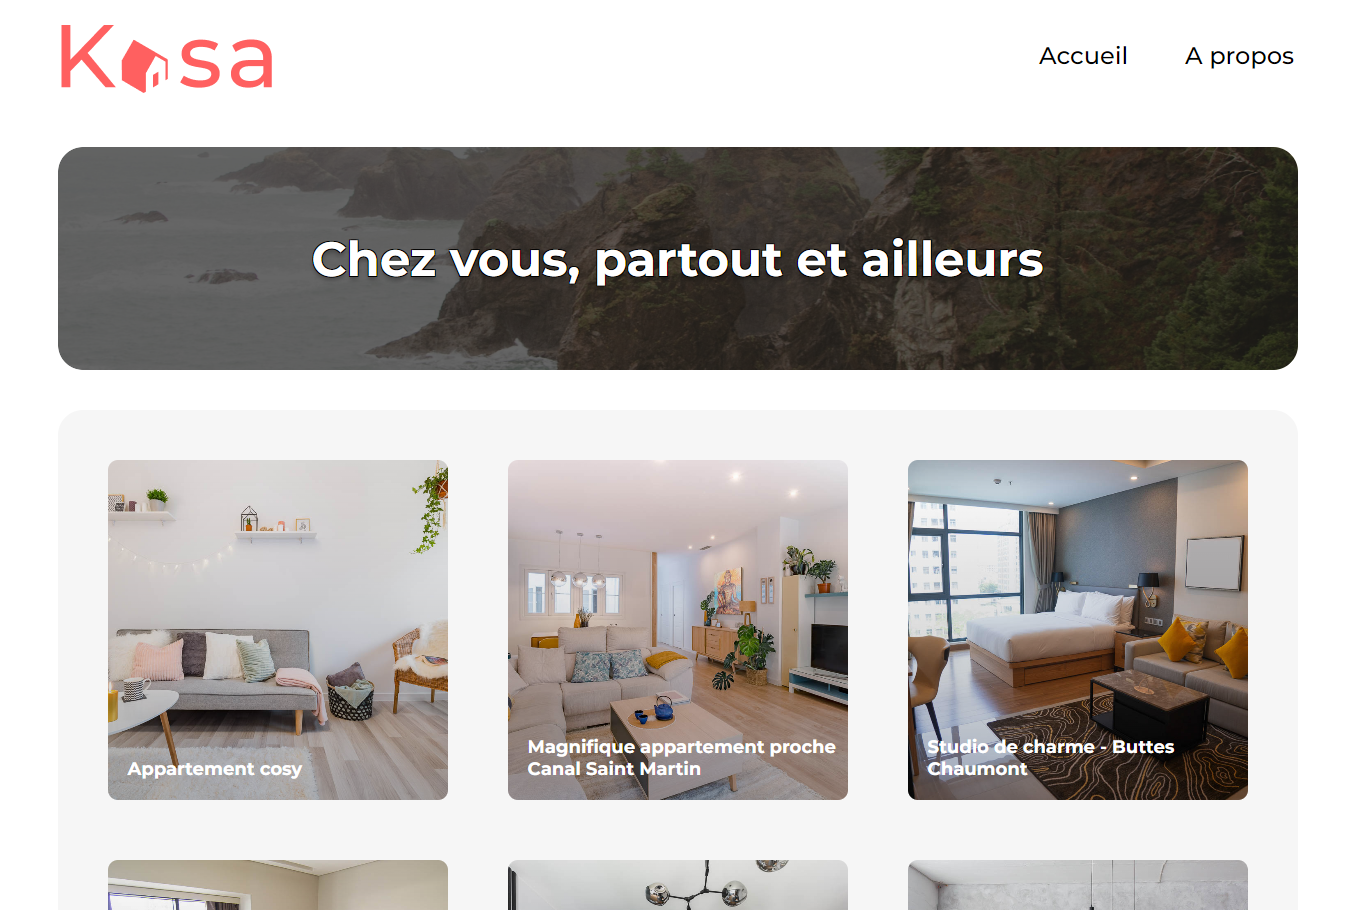 Kasa
Accueil
A propos
Chez vous, partout et ailleurs
Appartement cosy
Magnifique appartement proche
Canal Saint Martin
Studio de charme - Buttes
Chaumont